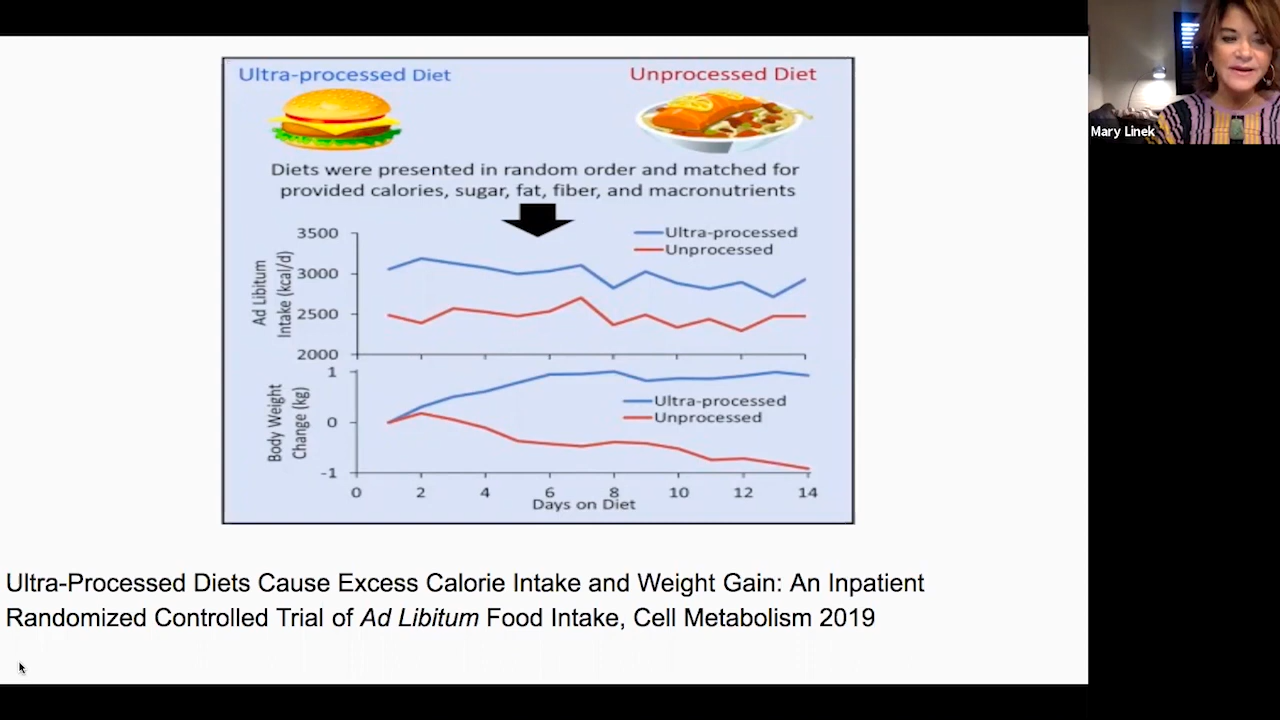 Ultra-processed Diet
Unprocessed Diet
Diets were presented in random order and matched for
provided calories, sugar, fat, fiber, and macronutrients
Ad Libitum
Intake (kcal/d)
3500
3000
2500
2000
Ultra-processed
Unprocessed
Body Weight
Change (kg)
1
0
-1
Ultra-processed
Unprocessed
0 2 4 6 8 10 12 14
Days on Diet
Ultra-Processed Diets Cause Excess Calorie Intake and Weight Gain: An Inpatient
Randomized Controlled Trial of Ad Libitum Food Intake, Cell Metabolism 2019
Mary Linek